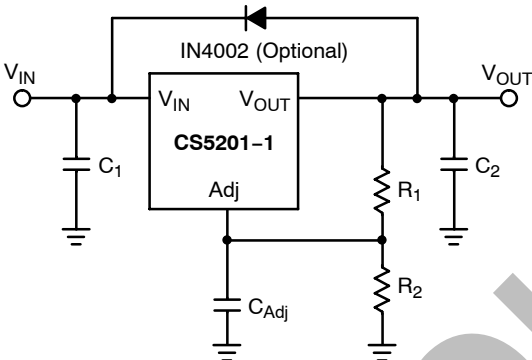 IN4002 (Optional)
VIN
VOUT
VIN VOUT
CS5201−1
Adj
C1
C2
R1
R2
CAdj